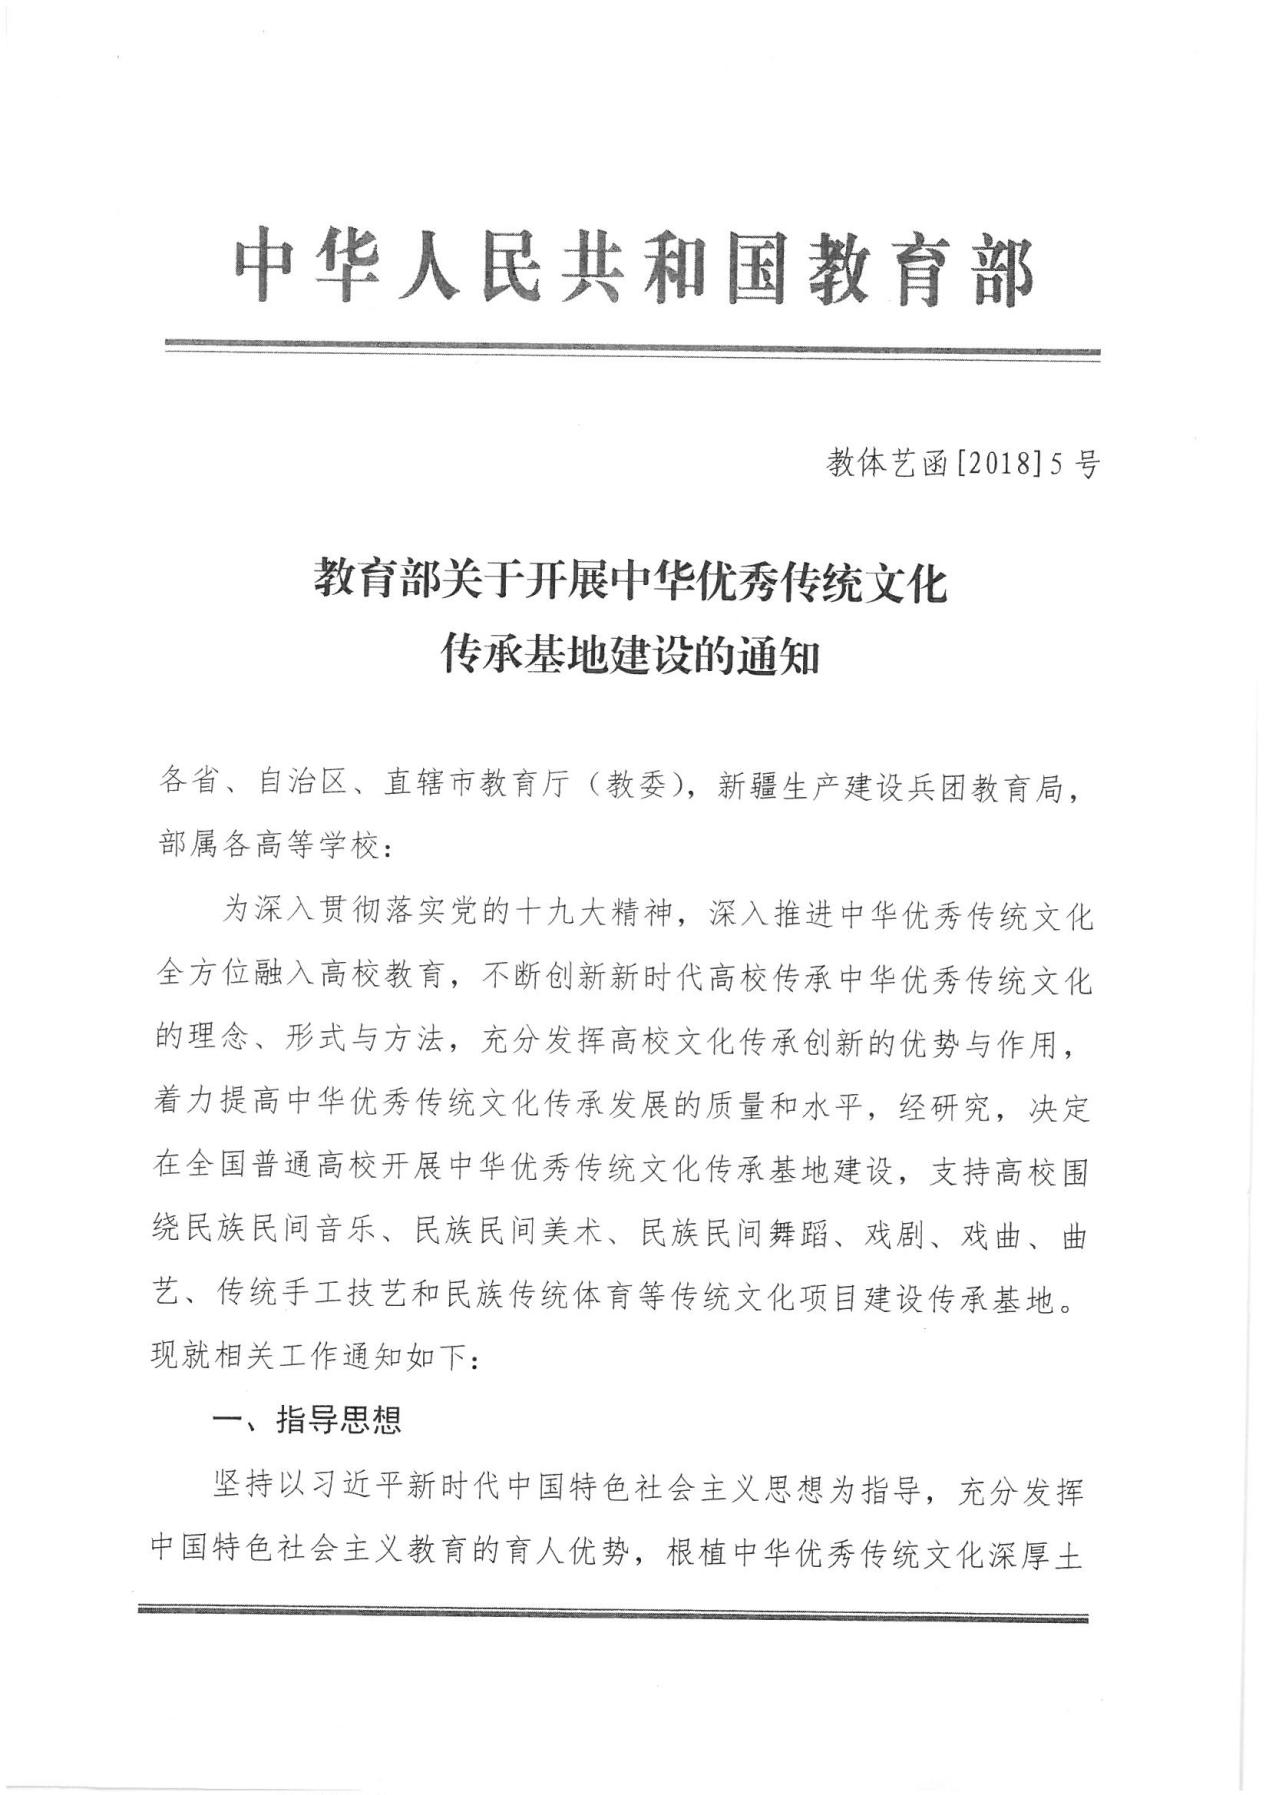 中华人民共和国教育部
教体艺函[2018]5号
教育部关于开展中华优秀传统文化
传承基地建设的通知
各省、自治区、直辖市教育厅（教委），新疆生产建设兵团教育局，
部属各高等学校：
为深入贯彻落实党的十九大精神，深入推进中华优秀传统文化
全方位融入高校教育，不断创新新时代高校传承中华优秀传统文化
的理念、形式与方法，充分发挥高校文化传承创新的优势与作用，
着力提高中华优秀传统文化传承发展的质量和水平，经研究，决定
在全国普通高校开展中华优秀传统文化传承基地建设，支持高校围
绕民族民间音乐、民族民间美术、民族民间舞蹈、戏剧、戏曲、曲
艺、传统手工技艺和民族传统体育等传统文化项目建设传承基地。
现就相关工作通知如下：
一、指导思想
坚持以习近平新时代中国特色社会主义思想为指导，充分发挥
中国特色社会主义教育的育人优势，根植中华优秀传统文化深厚土